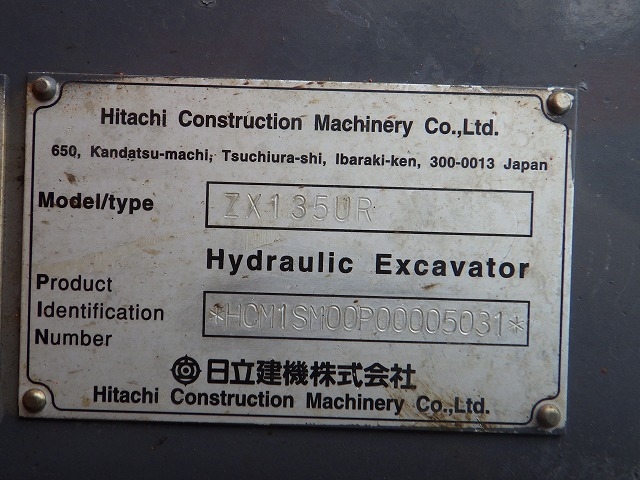 Hitachi Construction Machinery Co.,Ltd.
650, Kandatsu-machi, Tsuchiura-shi, Ibaraki-ken, 300-0013 Japan
Model/type ZX135UR
Hydraulic Excavator
Product
Identification *HCM1SM00P00005031*
Number
日立建機株式会社
Hitachi Construction Machinery Co.,Ltd.